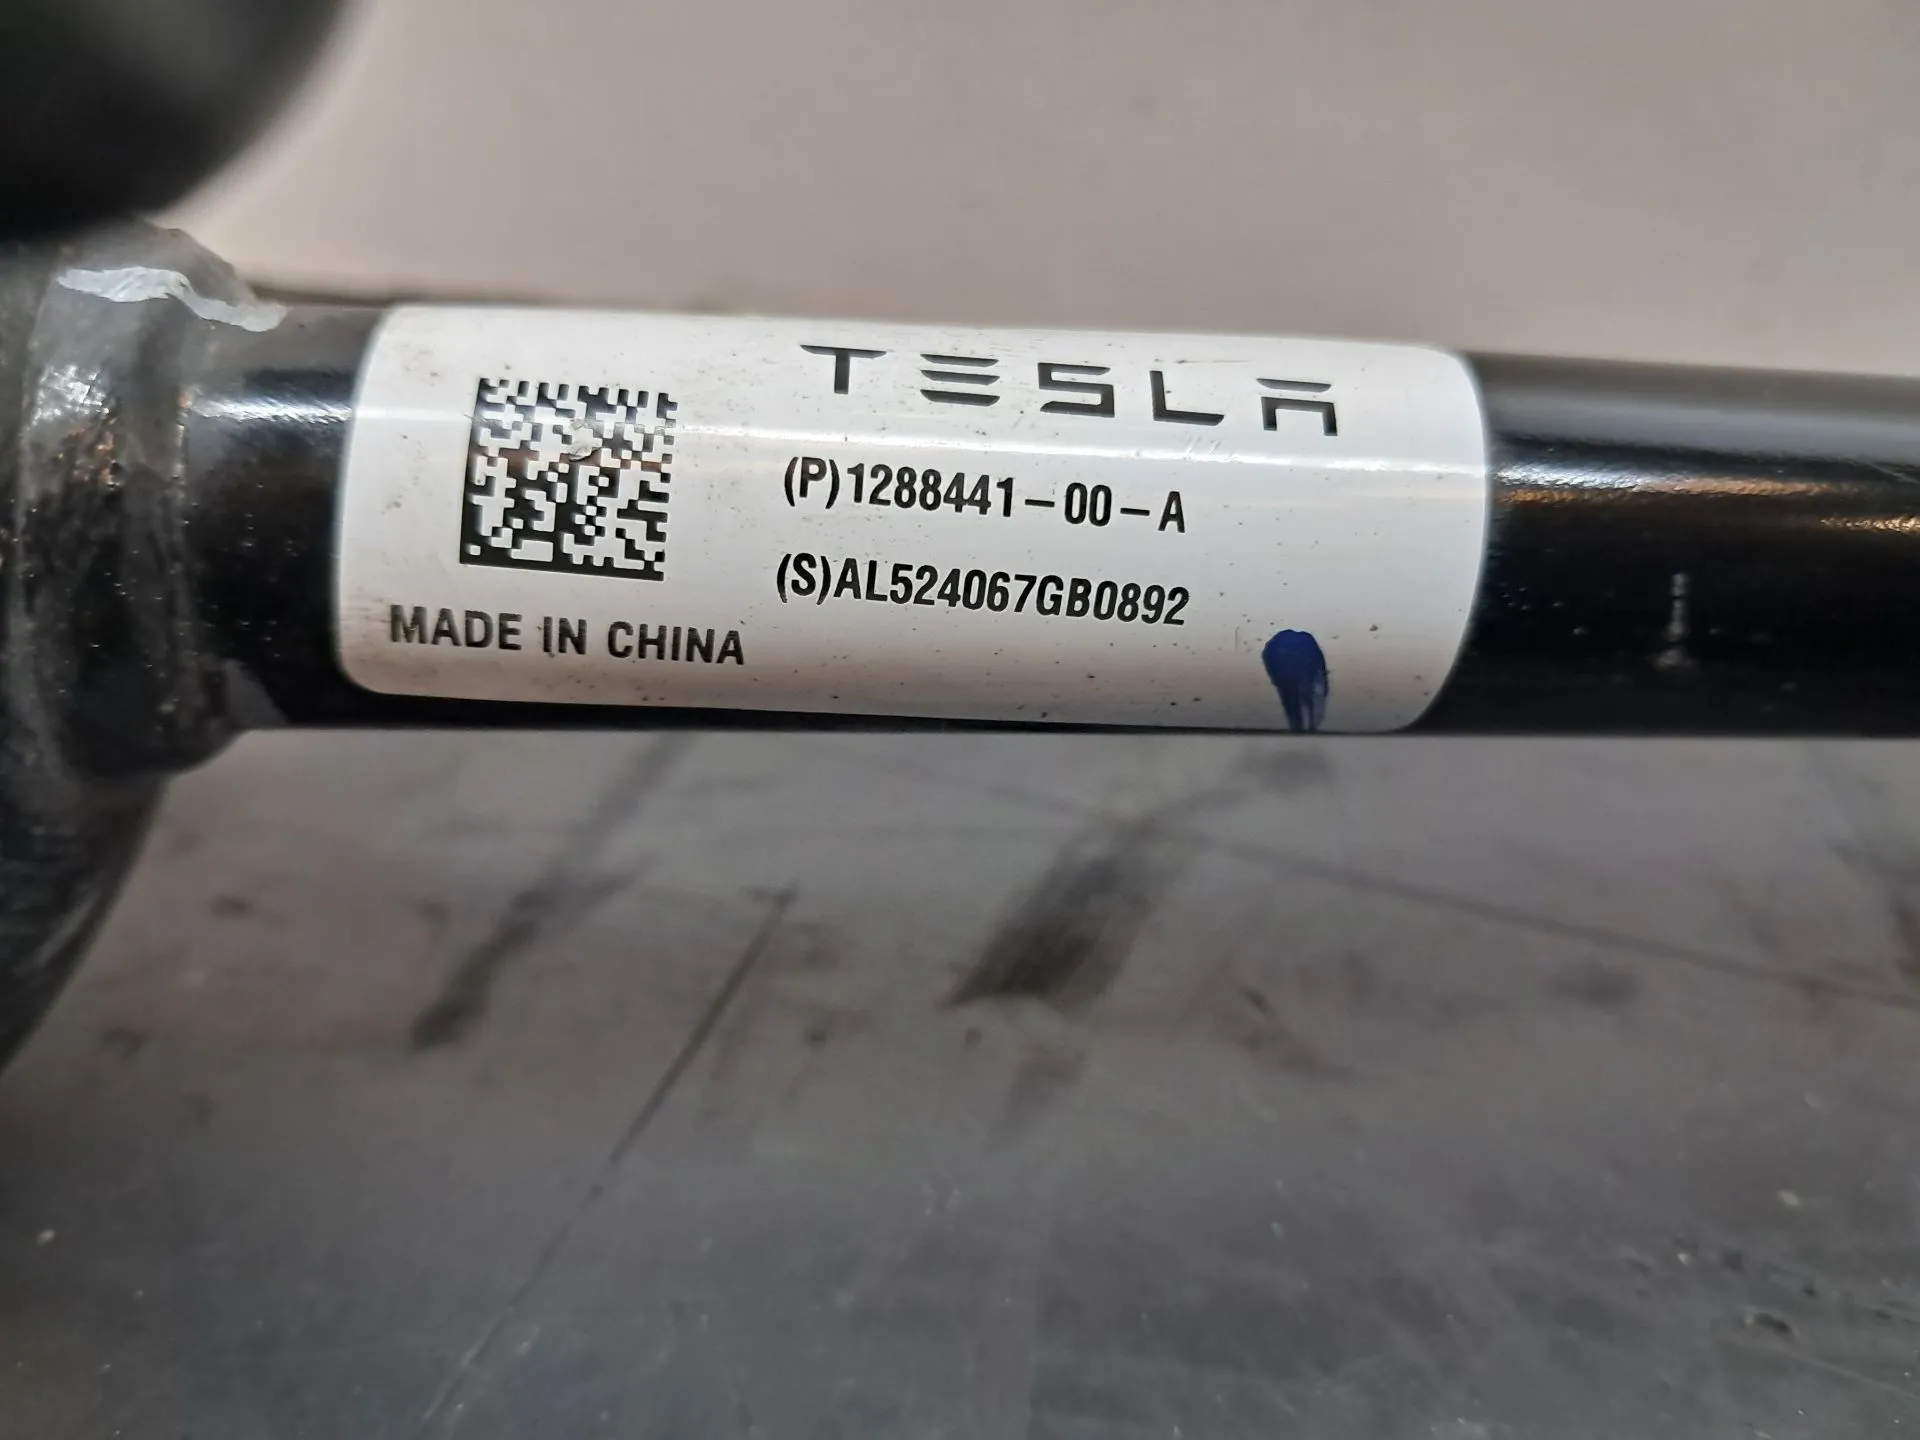 TESLA
(P)1288441-00-A
(S)AL524067GB0892
MADE IN CHINA